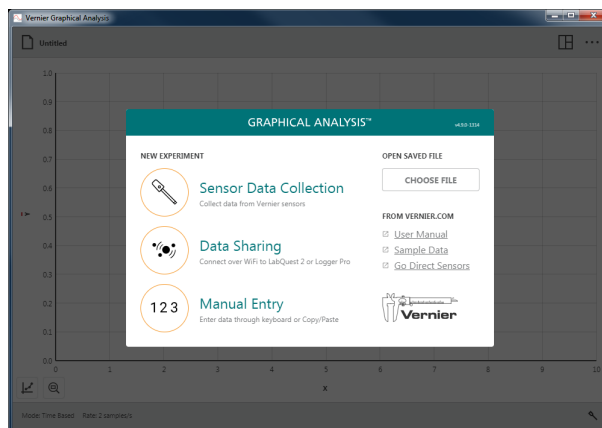 Vernier Graphical Analysis
Untitled
1.0
0.9
0.8
0.7
0.6
0.5
0.4
0.3
0.2
0.1
0.0
y
0 1 2 3 4 5 6 7 8 9 10
x
GRAPHICAL ANALYSIS™
v4.9.0-1334
NEW EXPERIMENT
Sensor Data Collection
Collect data from Vernier sensors
Data Sharing
Connect over WiFi to LabQuest 2 or Logger Pro
123
Manual Entry
Enter data through keyboard or Copy/Paste
OPEN SAVED FILE
CHOOSE FILE
FROM VERNIER.COM
User Manual
Sample Data
Go Direct Sensors
Vernier
Mode: Time Based Rate: 2 samples/s